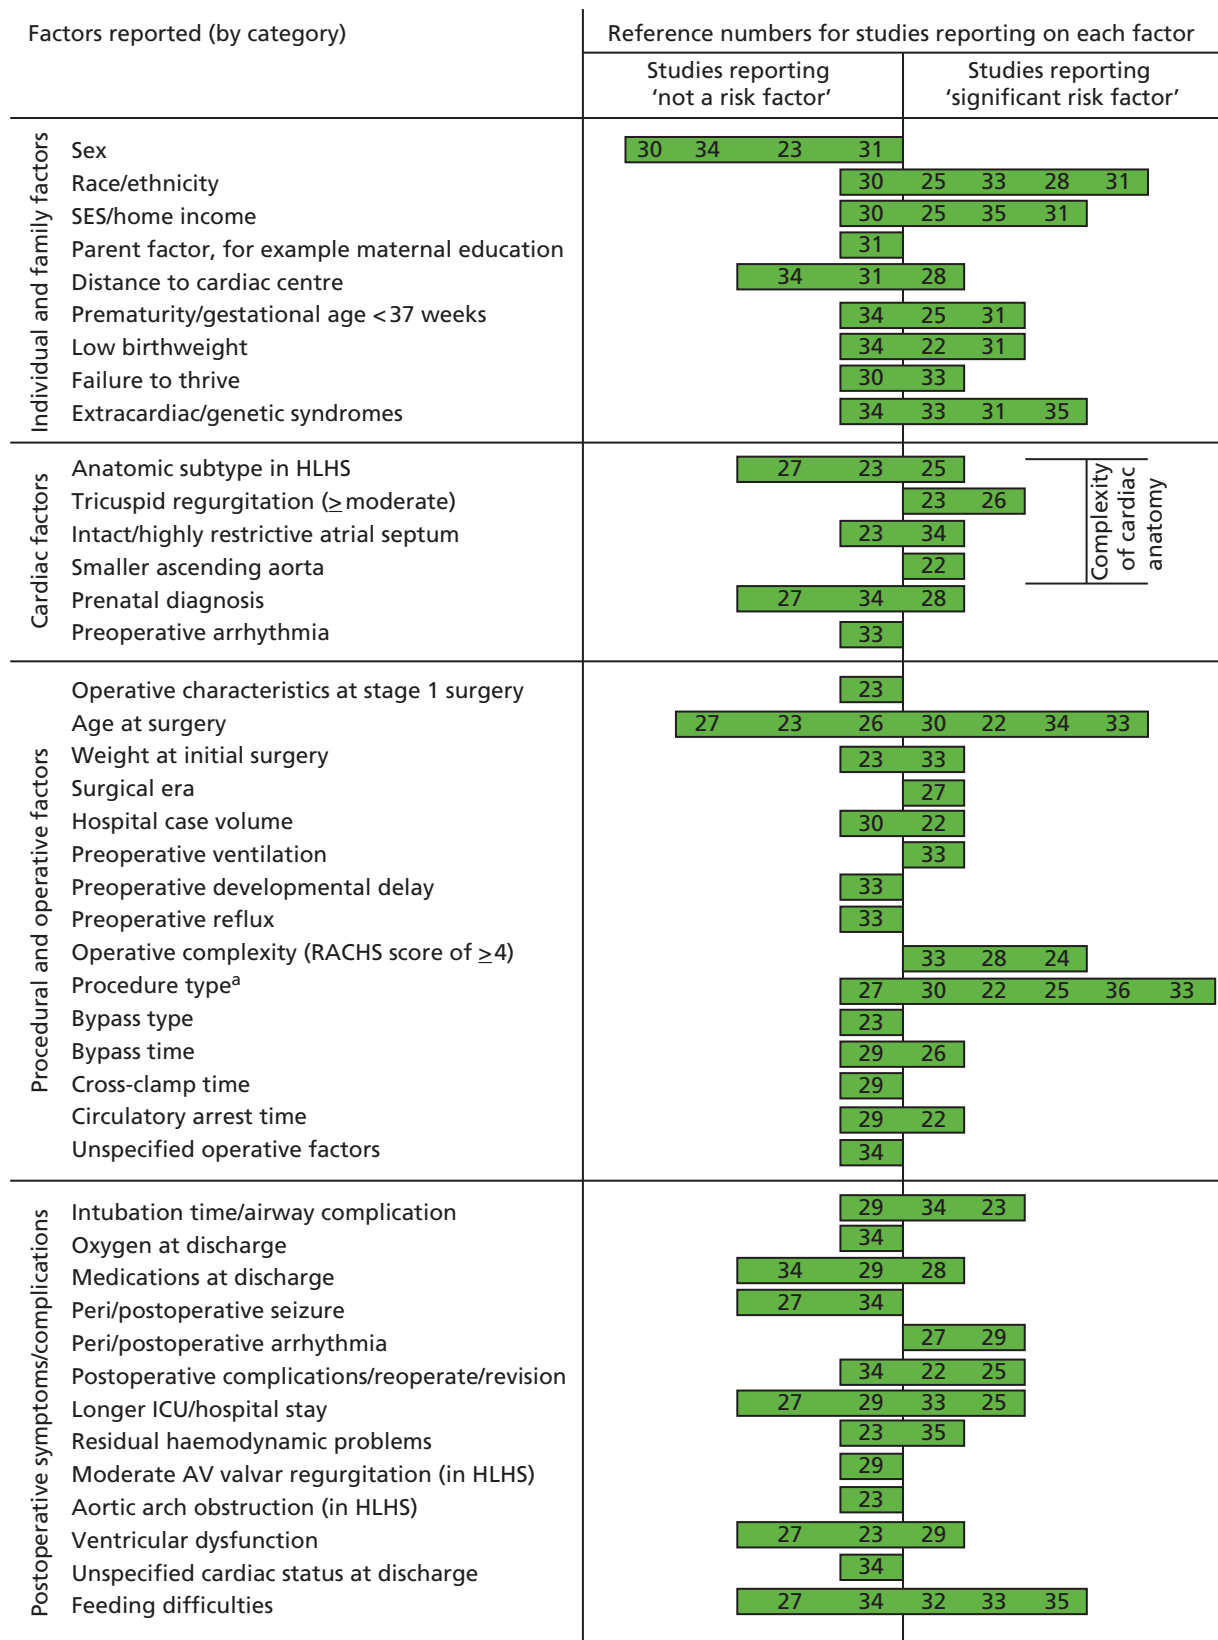 Factors reported (by category)
Reference numbers for studies reporting on each factor
Studies reporting
'not a risk factor'
Studies reporting
'significant risk factor'
Individual and family factors
Sex
30 34 23 31
Race/ethnicity
30 25 33 28 31
SES/home income
30 25 35 31
Parent factor, for example maternal education
31
Distance to cardiac centre
34 31 28
Prematurity/gestational age <37 weeks
34 25 31
Low birthweight
34 22 31
Failure to thrive
30 33
Extracardiac/genetic syndromes
34 33 31 35
Cardiac factors
Anatomic subtype in HLHS
27 23 25
Tricuspid regurgitation (≥moderate)
23 26
Intact/highly restrictive atrial septum
23 34
Smaller ascending aorta
22
Prenatal diagnosis
27 34 28
Preoperative arrhythmia
33
Complexity
of cardiac
anatomy
Procedural and operative factors
Operative characteristics at stage 1 surgery
23
Age at surgery
27 23 26 30 22 34 33
Weight at initial surgery
23 33
Surgical era
27
Hospital case volume
30 22
Preoperative ventilation
33
Preoperative developmental delay
33
Preoperative reflux
33
Operative complexity (RACHS score of ≥4)
33 28 24
Procedure typeᵃ
27 30 22 25 36 33
Bypass type
23
Bypass time
29 26
Cross-clamp time
29
Circulatory arrest time
29 22
Unspecified operative factors
34
Postoperative symptoms/complications
Intubation time/airway complication
29 34 23
Oxygen at discharge
34
Medications at discharge
34 29 28
Peri/postoperative seizure
27 34
Peri/postoperative arrhythmia
27 29
Postoperative complications/reoperate/revision
34 22 25
Longer ICU/hospital stay
27 29 33 25
Residual haemodynamic problems
23 35
Moderate AV valvar regurgitation (in HLHS)
29
Aortic arch obstruction (in HLHS)
23
Ventricular dysfunction
27 23 29
Unspecified cardiac status at discharge
34
Feeding difficulties
27 34 32 33 35